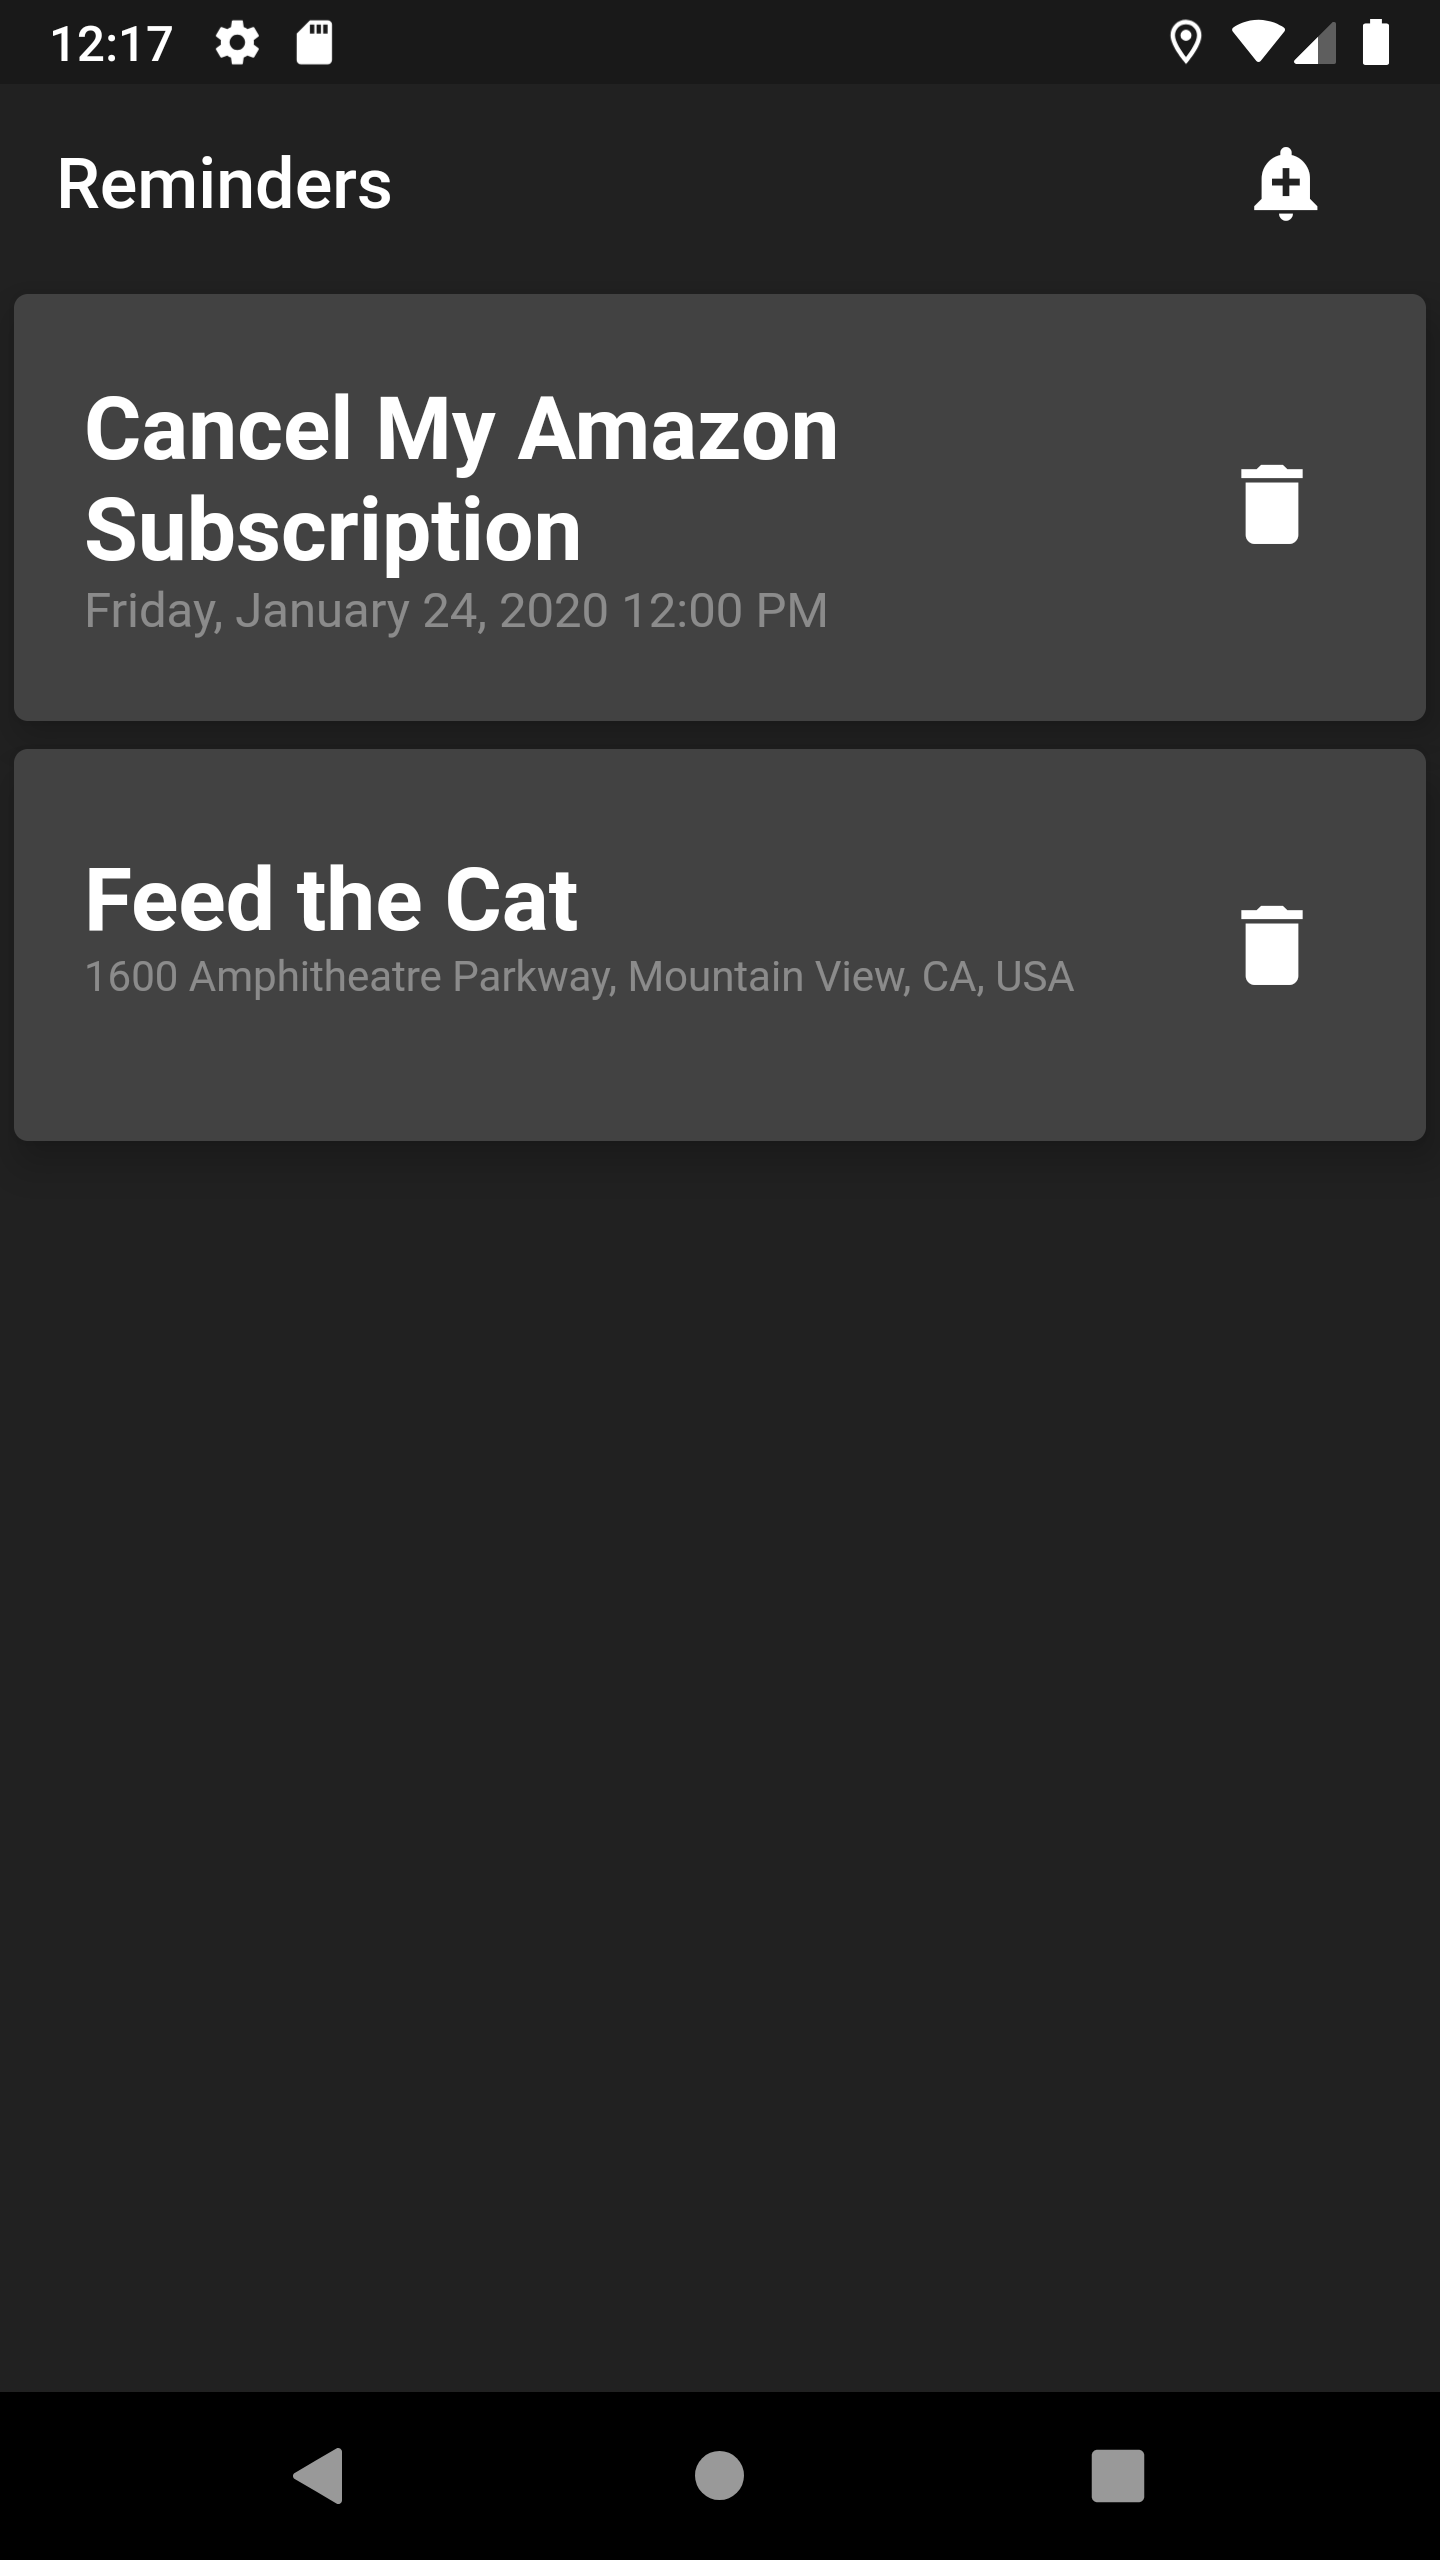 12:17
Reminders
Cancel My Amazon
Subscription
Friday, January 24, 2020 12:00 PM
Feed the Cat
1600 Amphitheatre Parkway, Mountain View, CA, USA